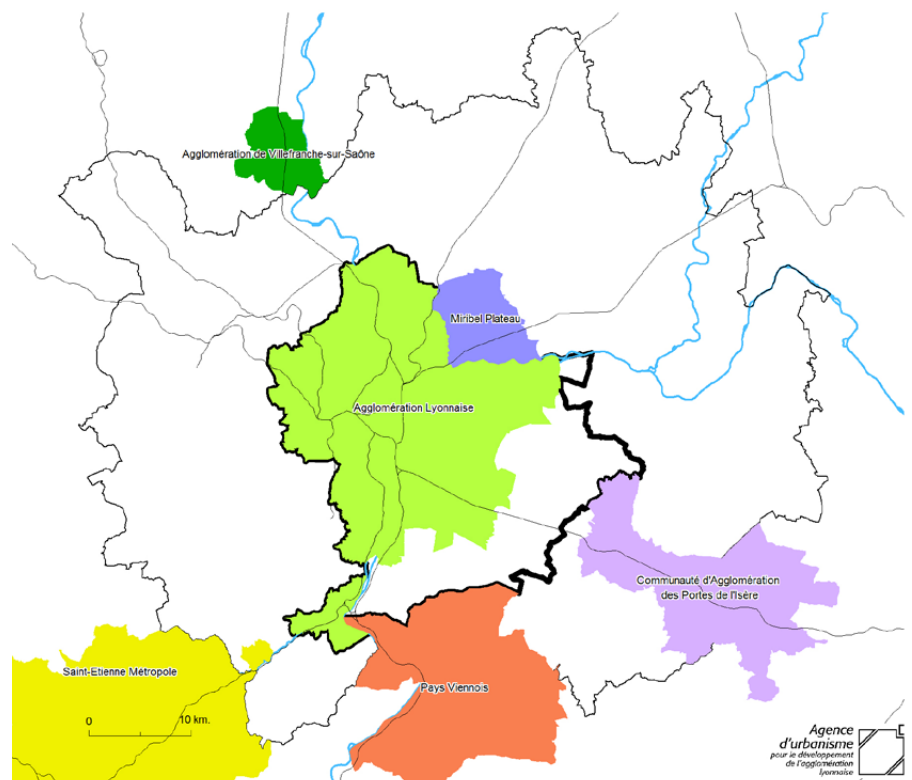 Agglomération de Villefranche-sur-Saône
Miribel Plateau
Agglomération Lyonnaise
Communauté d'Agglomération
des Portes de l'Isère
Saint-Etienne Métropole
Pays Viennois
0 10 km.
Agence
d'urbanisme
pour le développement
de l'agglomération
lyonnaise